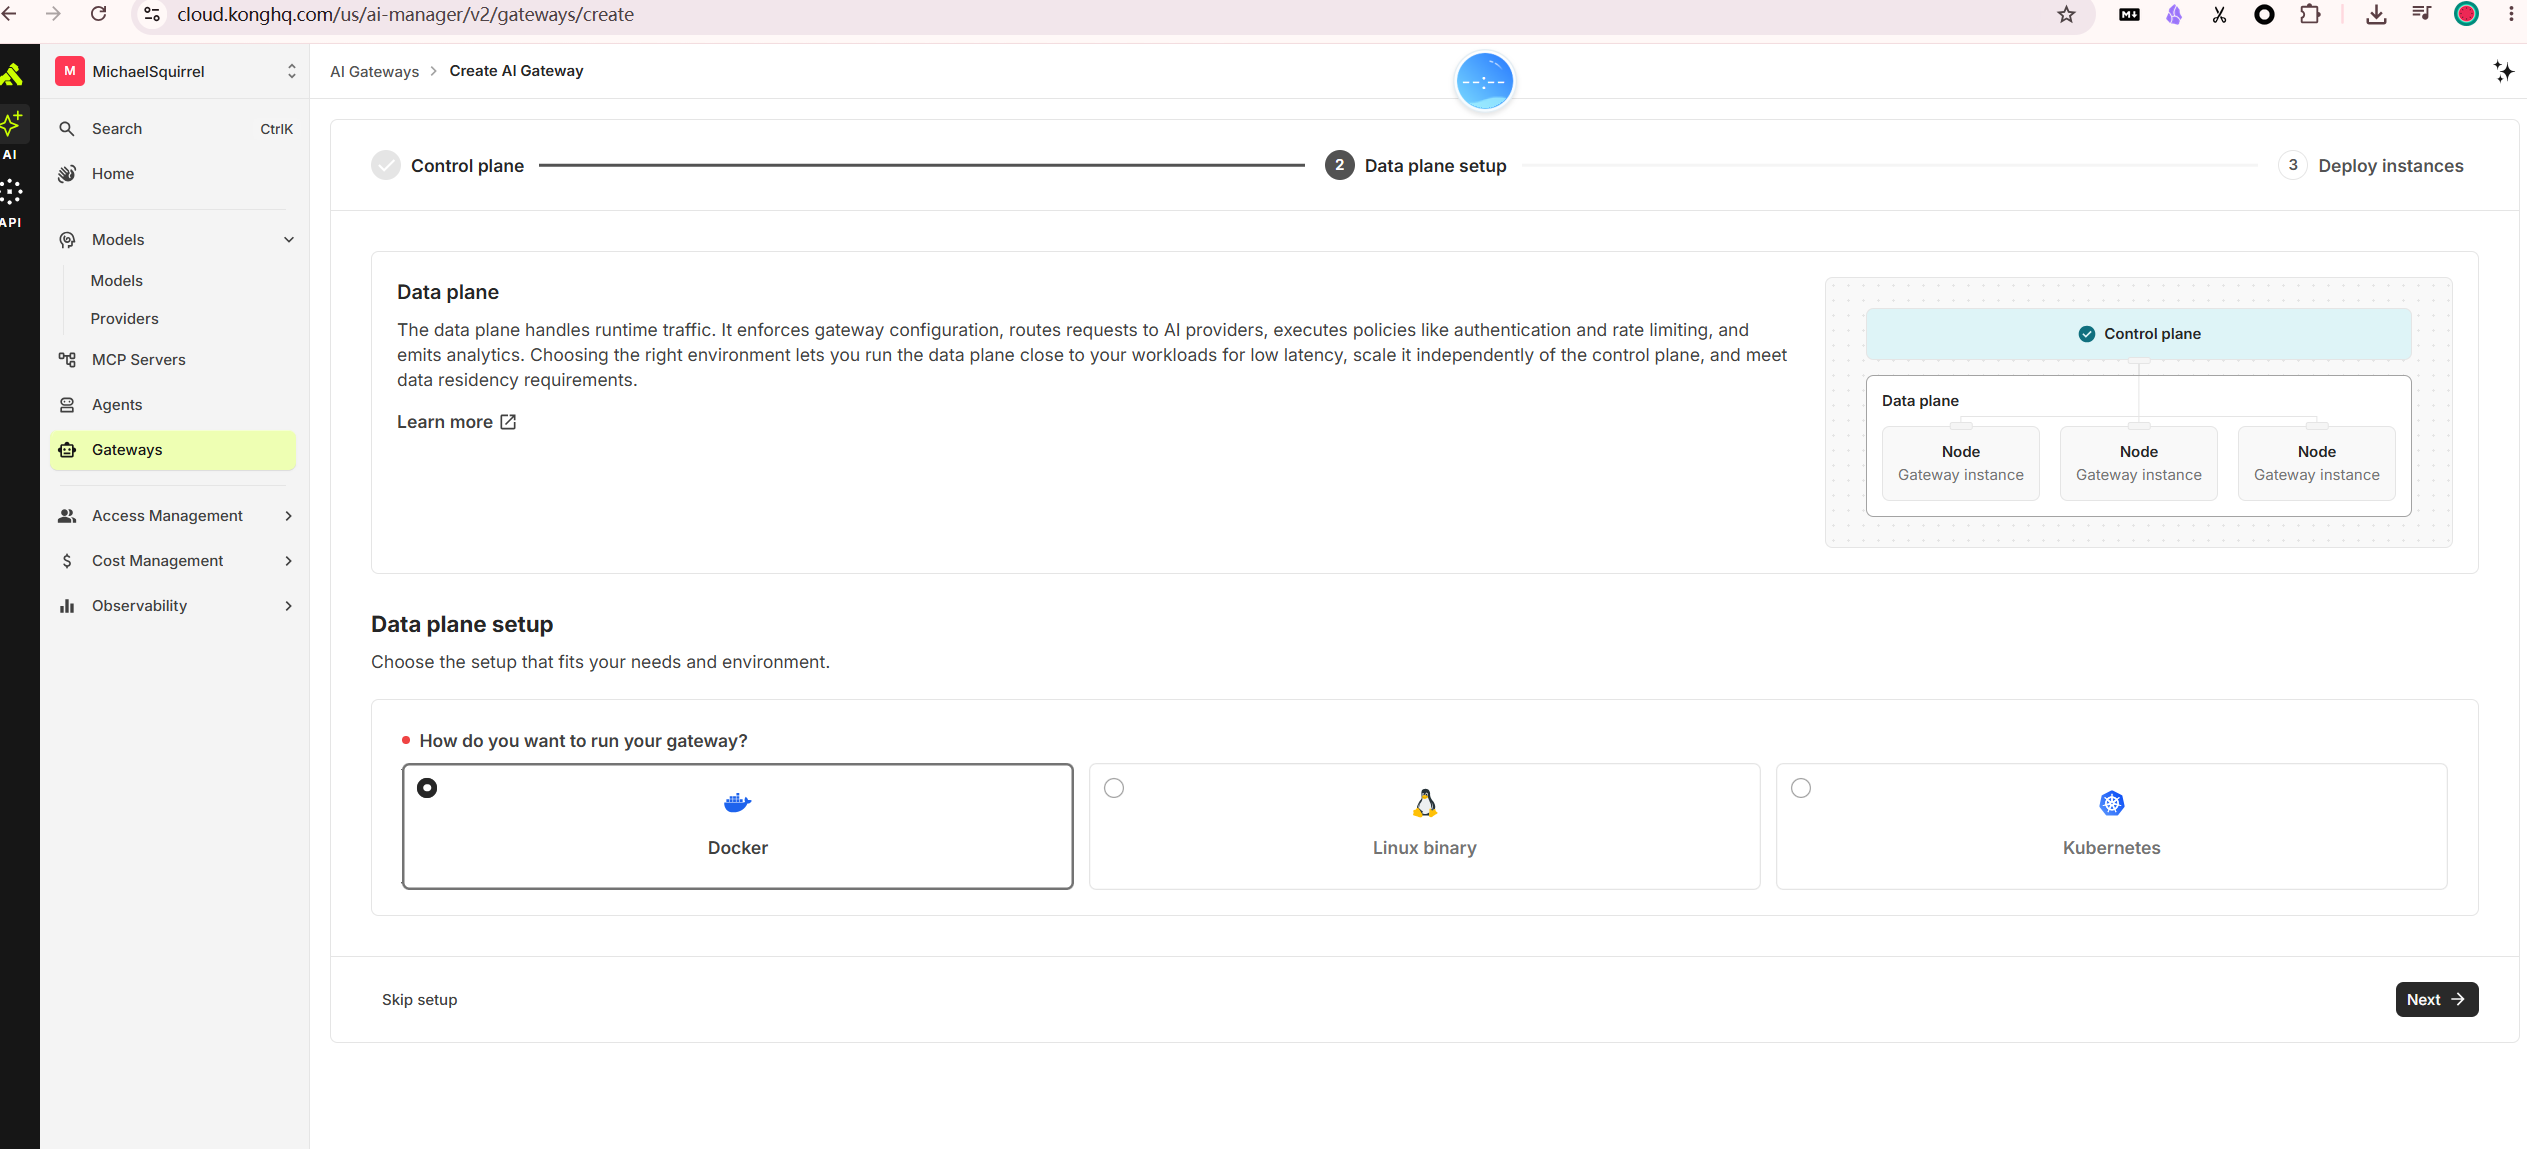 cloud.konghq.com/us/ai-manager/v2/gateways/create
AI
API
M
MichaelSquirrel
Search
CtrlK
Home
Models
Models
Providers
MCP Servers
Agents
Gateways
Access Management
$
Cost Management
Observability
AI Gateways
Create AI Gateway
Control plane
2
Data plane setup
3
Deploy instances
Data plane
The data plane handles runtime traffic. It enforces gateway configuration, routes requests to AI providers, executes policies like authentication and rate limiting, and
emits analytics. Choosing the right environment lets you run the data plane close to your workloads for low latency, scale it independently of the control plane, and meet
data residency requirements.
Learn more
Control plane
Data plane
Node
Gateway instance
Node
Gateway instance
Node
Gateway instance
Data plane setup
Choose the setup that fits your needs and environment.
How do you want to run your gateway?
Docker
Linux binary
Kubernetes
Skip setup
Next